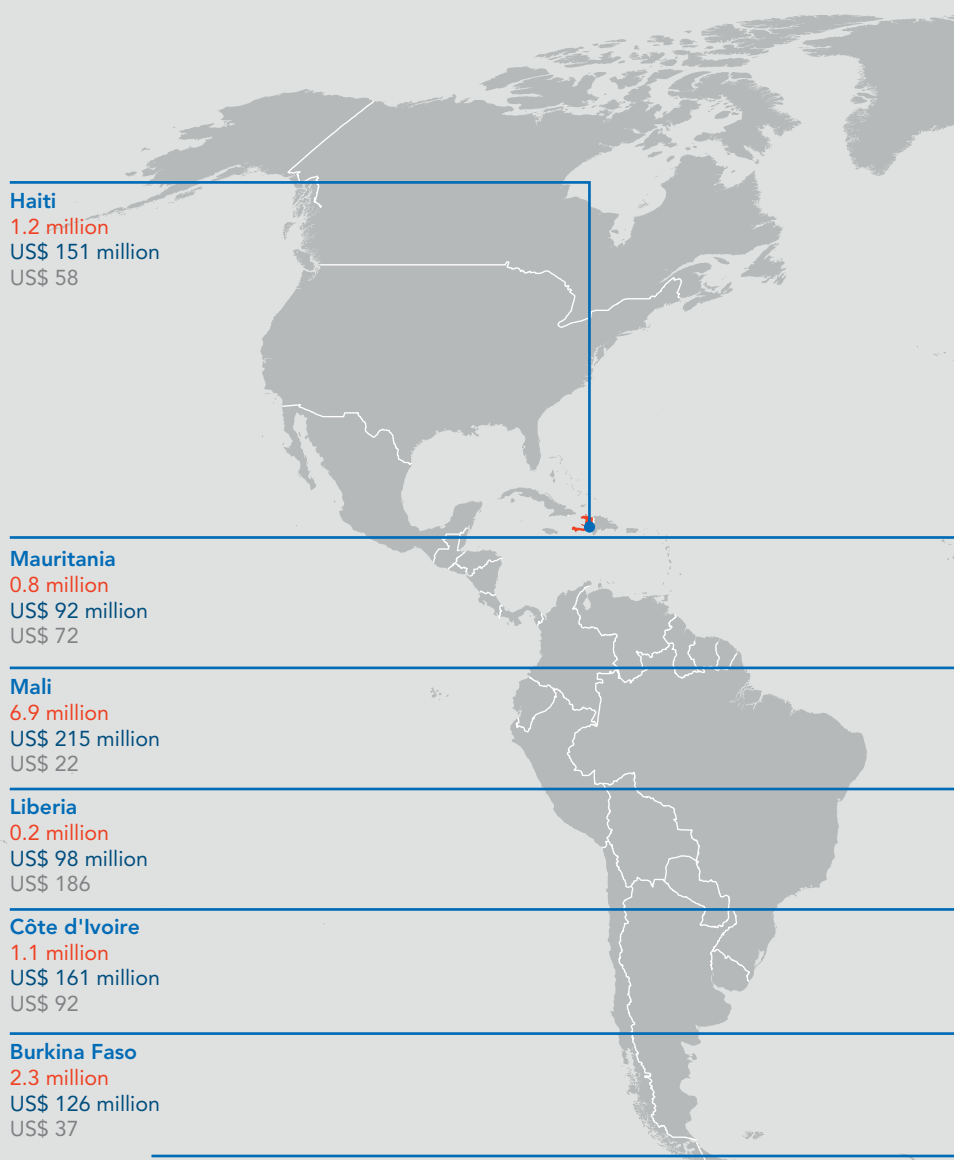 Haiti
1.2 million
US$ 151 million
US$ 58
Mauritania
0.8 million
US$ 92 million
US$ 72
Mali
6.9 million
US$ 215 million
US$ 22
Liberia
0.2 million
US$ 98 million
US$ 186
Côte d'Ivoire
1.1 million
US$ 161 million
US$ 92
Burkina Faso
2.3 million
US$ 126 million
US$ 37